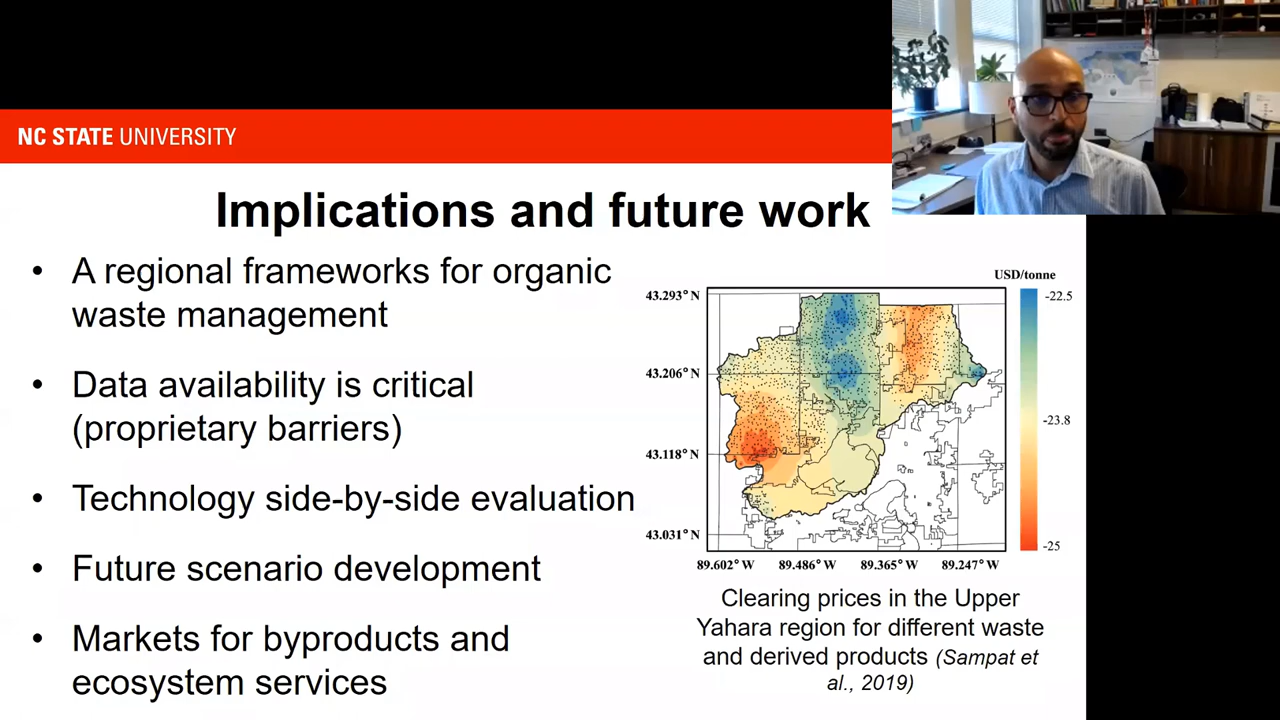 NC STATE UNIVERSITY
Implications and future work
• A regional frameworks for organic
waste management
• Data availability is critical
(proprietary barriers)
• Technology side-by-side evaluation
• Future scenario development
• Markets for byproducts and
ecosystem services
USD/tonne
43.293° N
43.206° N
43.118° N
43.031° N
89.602° W 89.486° W 89.365° W 89.247° W
-22.5
-23.8
-25
Clearing prices in the Upper
Yahara region for different waste
and derived products (Sampat et
al., 2019)